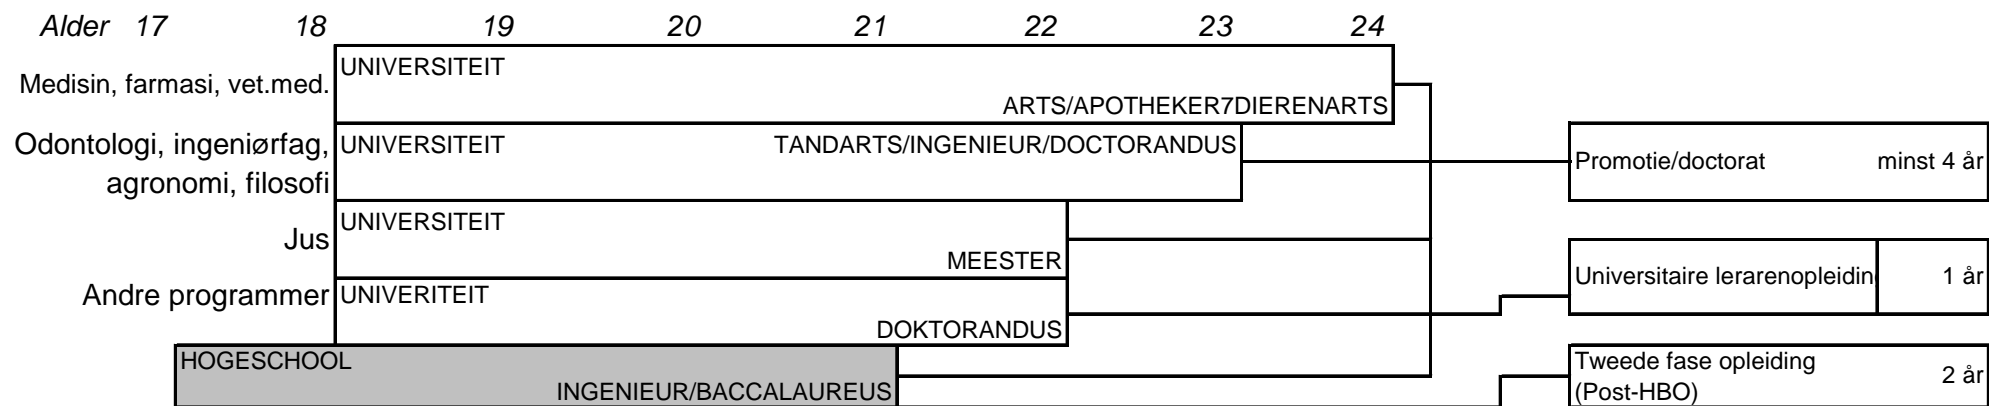 Alder 17 18 19 20 21 22 23 24
Medisin, farmasi, vet.med.
UNIVERSITEIT
ARTS/APOTHEKER7DIERENARTS
Odontologi, ingeniørfag,
agronomi, filosofi
UNIVERSITEIT
TANDARTS/INGENIEUR/DOCTORANDUS
Promotie/doctorat minst 4 år
Jus
UNIVERSITEIT
MEESTER
Universitaire lerarenopleidin 1 år
Andre programmer
UNIVERITEIT
DOKTORANDUS
HOGESCHOOL
INGENIEUR/BACCALAUREUS
Tweede fase opleiding
(Post-HBO)
2 år